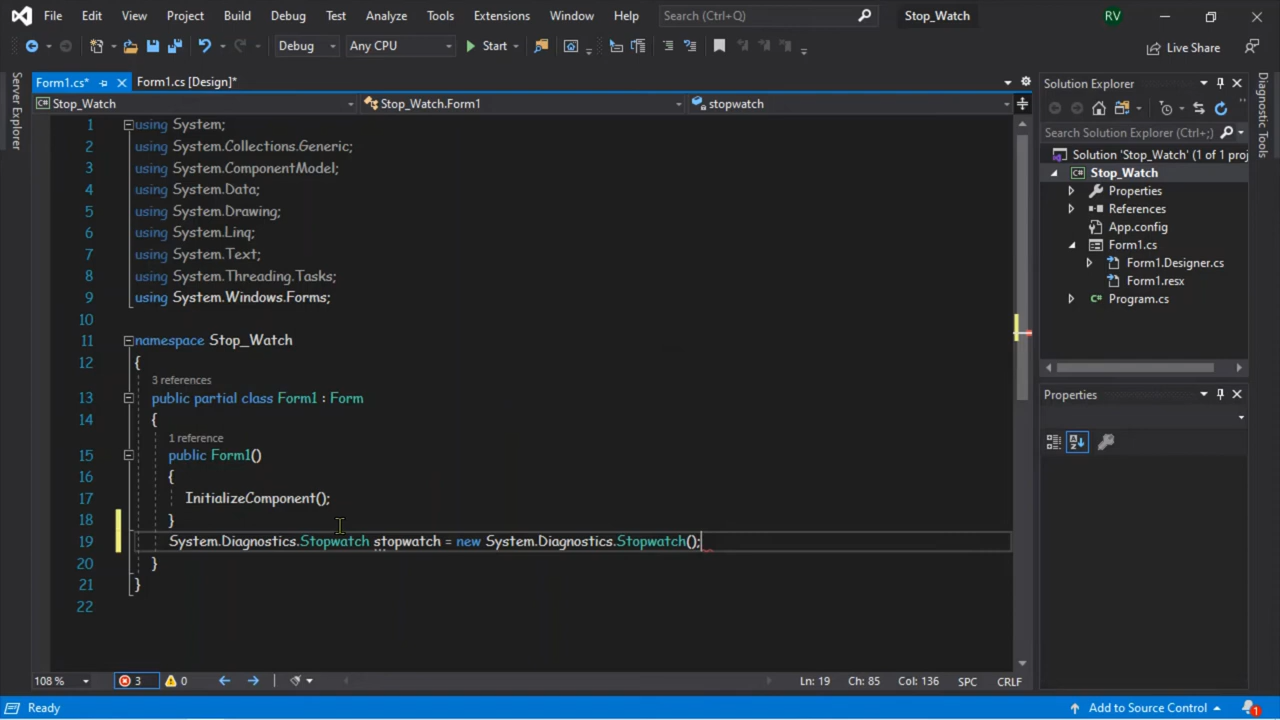 File Edit View Project Build Debug Test Analyze Tools Extensions Window Help Search (Ctrl+Q) Stop_Watch RV
Debug Any CPU Start Live Share
Server Explorer
Form1.cs* Form1.cs [Design]*
Stop_Watch Stop_Watch.Form1 stopwatch
1 using System;
2 using System.Collections.Generic;
3 using System.ComponentModel;
4 using System.Data;
5 using System.Drawing;
6 using System.Linq;
7 using System.Text;
8 using System.Threading.Tasks;
9 using System.Windows.Forms;
10
11 namespace Stop_Watch
12 {
3 references
13 public partial class Form1 : Form
14 {
1 reference
15 public Form1()
16 {
17 InitializeComponent();
18 }
19 System.Diagnostics.Stopwatch stopwatch = new System.Diagnostics.Stopwatch();
20 }
21 }
22
108 % 3 0 Ln: 19 Ch: 85 Col: 136 SPC CRLF
Solution Explorer
Search Solution Explorer (Ctrl+;)
Solution 'Stop_Watch' (1 of 1 proj
Stop_Watch
Properties
References
App.config
Form1.cs
Form1.Designer.cs
Form1.resx
Program.cs
Properties
Diagnostic Tools
Ready Add to Source Control 1